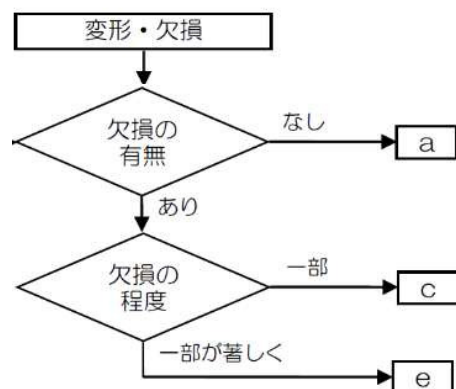 変形・欠損
欠損の
有無
なし
a
あり
欠損の
程度
一部
c
一部が著しく
e